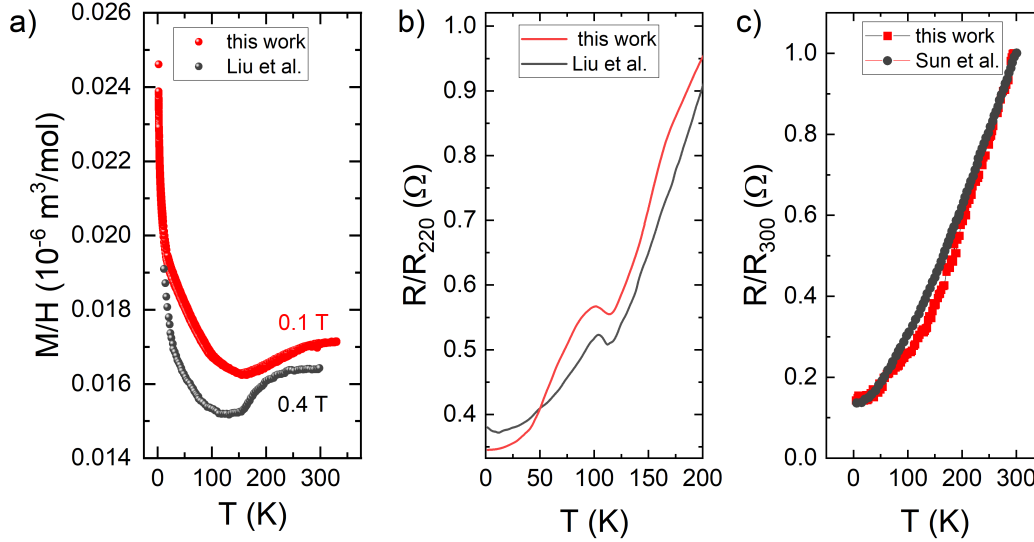 a)
this work
Liu et al.
0.1 T
0.4 T
M/H (10⁻⁶ m³/mol)
0.026
0.024
0.022
0.020
0.018
0.016
0.014
0 100 200 300
T (K)
b)
this work
Liu et al.
R/R₂₂₀ (Ω)
1.0
0.9
0.8
0.7
0.6
0.5
0.4
0 50 100 150 200
T (K)
c)
this work
Sun et al.
R/R₃₀₀ (Ω)
1.0
0.8
0.6
0.4
0.2
0.0
0 100 200 300
T (K)